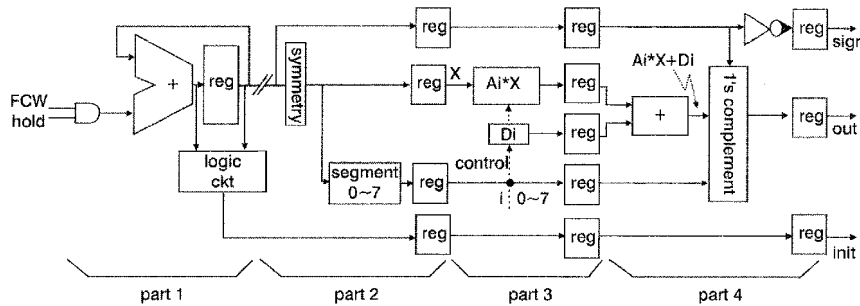 reg
reg
reg
sign
FCW
hold
+
reg
symmetry
reg
X
Ai*X
reg
Ai*X+Di
+
1's complement
reg
out
Di
reg
logic
ckt
segment
0~7
reg
control
i
0~7
reg
reg
reg
reg
init
part 1
part 2
part 3
part 4